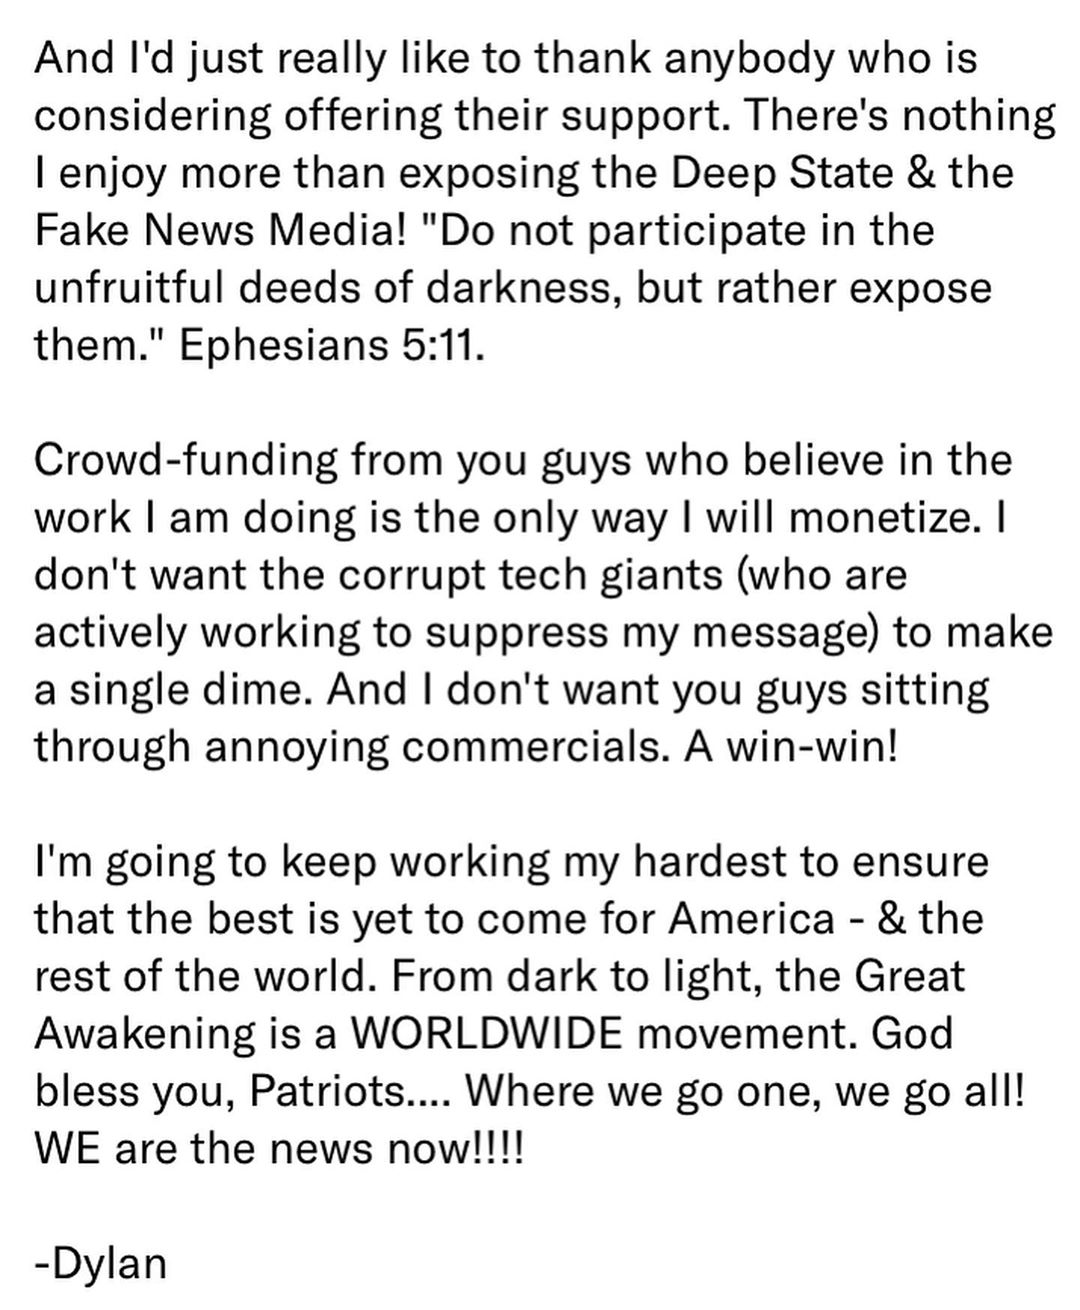 And I'd just really like to thank anybody who is
considering offering their support. There's nothing
I enjoy more than exposing the Deep State & the
Fake News Media! "Do not participate in the
unfruitful deeds of darkness, but rather expose
them." Ephesians 5:11.

Crowd-funding from you guys who believe in the
work I am doing is the only way I will monetize. I
don't want the corrupt tech giants (who are
actively working to suppress my message) to make
a single dime. And I don't want you guys sitting
through annoying commercials. A win-win!

I'm going to keep working my hardest to ensure
that the best is yet to come for America - & the
rest of the world. From dark to light, the Great
Awakening is a WORLDWIDE movement. God
bless you, Patriots.... Where we go one, we go all!
WE are the news now!!!!

-Dylan